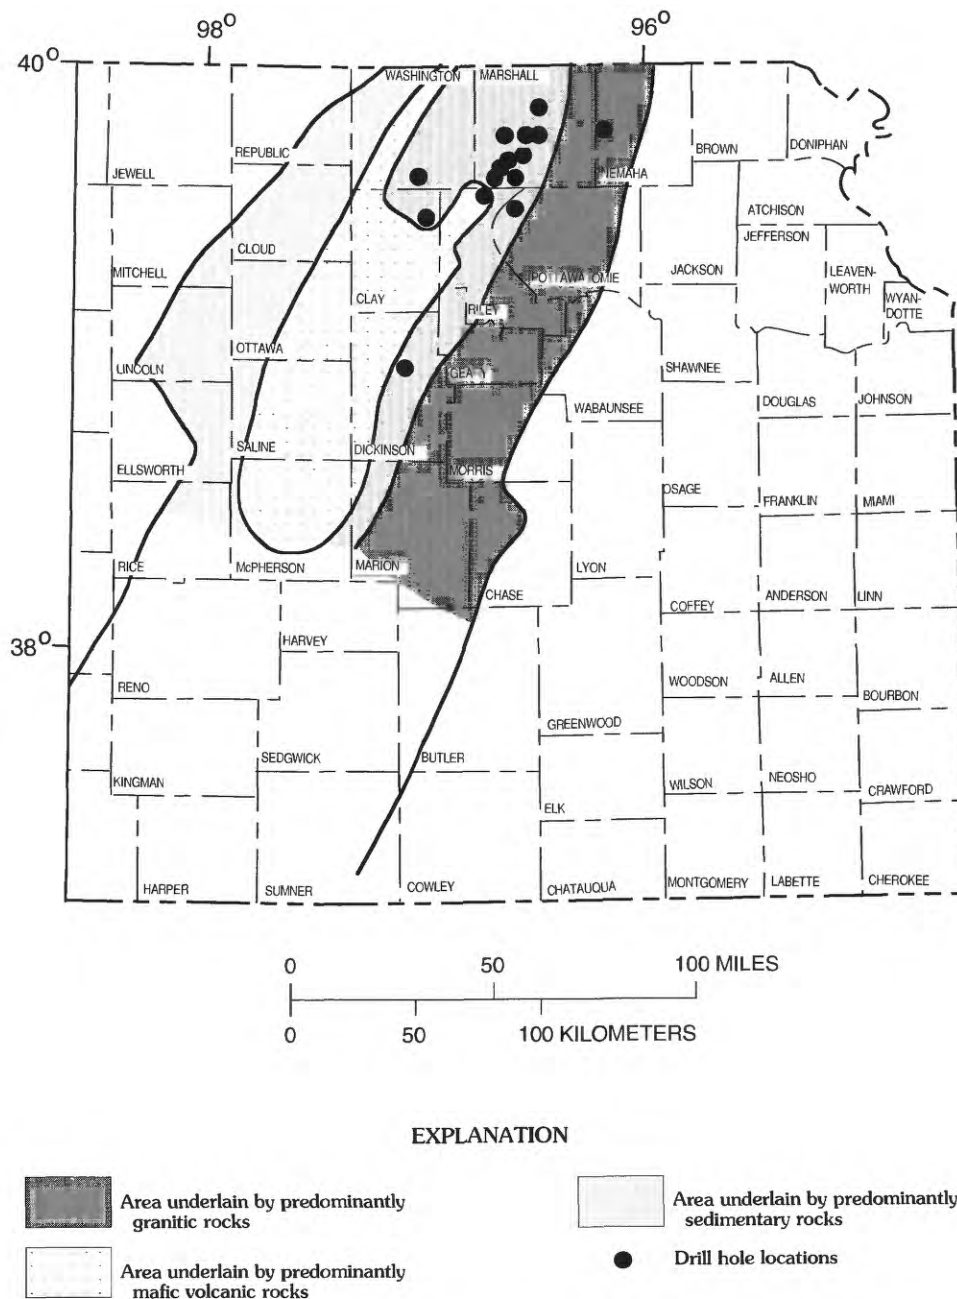 98°
96°
40°
WASHINGTON
MARSHALL
BROWN
DONIPHAN
REPUBLIC
NEMAHA
JEWELL
ATCHISON
JEFFERSON
CLOUD
MITCHELL
POTTAWATOMIE
JACKSON
LEAVEN-
WORTH
CLAY
WYAN-
DOTTE
RILEY
OTTAWA
LINCOLN
GEARY
SHAWNEE
WABAUNSEE
DOUGLAS
JOHNSON
SALINE
DICKINSON
ELLSWORTH
MORRIS
OSAGE
FRANKLIN
MIAMI
RICE
McPHERSON
MARION
LYON
CHASE
COFFEY
ANDERSON
LINN
38°
HARVEY
RENO
WOODSON
ALLEN
BOURBON
GREENWOOD
SEDGWICK
BUTLER
KINGMAN
WILSON
NEOSHO
CRAWFORD
ELK
HARPER
SUMNER
COWLEY
CHATAUQUA
MONTGOMERY
LABETTE
CHEROKEE
0 50 100 MILES
0 50 100 KILOMETERS
EXPLANATION
Area underlain by predominantly
granitic rocks
Area underlain by predominantly
sedimentary rocks
Drill hole locations
Area underlain by predominantly
mafic volcanic rocks